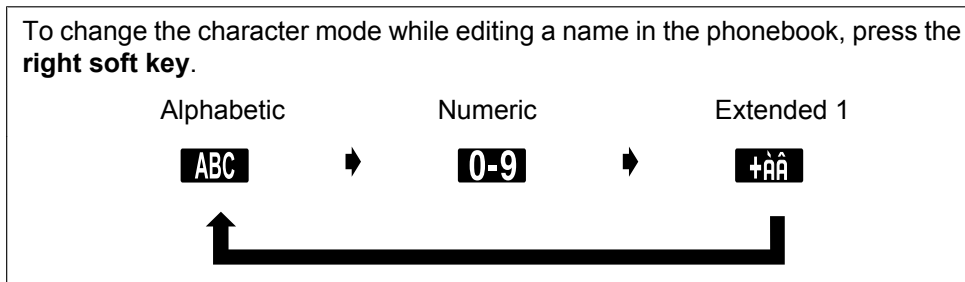 To change the character mode while editing a name in the phonebook, press the
right soft key.
Alphabetic Numeric Extended 1
ABC 0-9 +ÀÂ